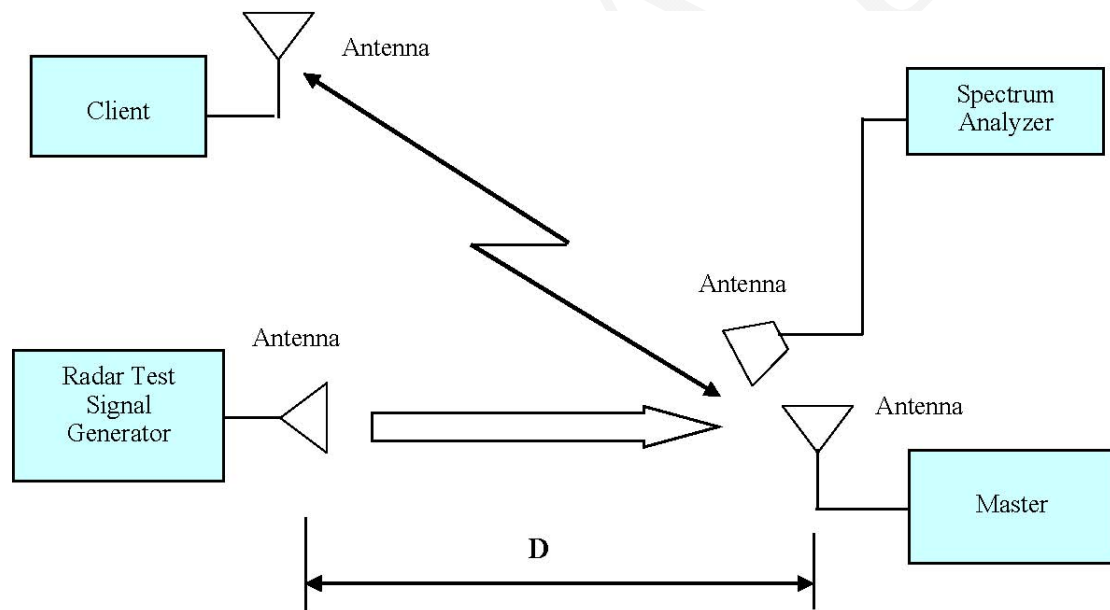 Antenna
Client
Spectrum
Analyzer
Antenna
Antenna
Radar Test
Signal
Generator
Antenna
Master
D